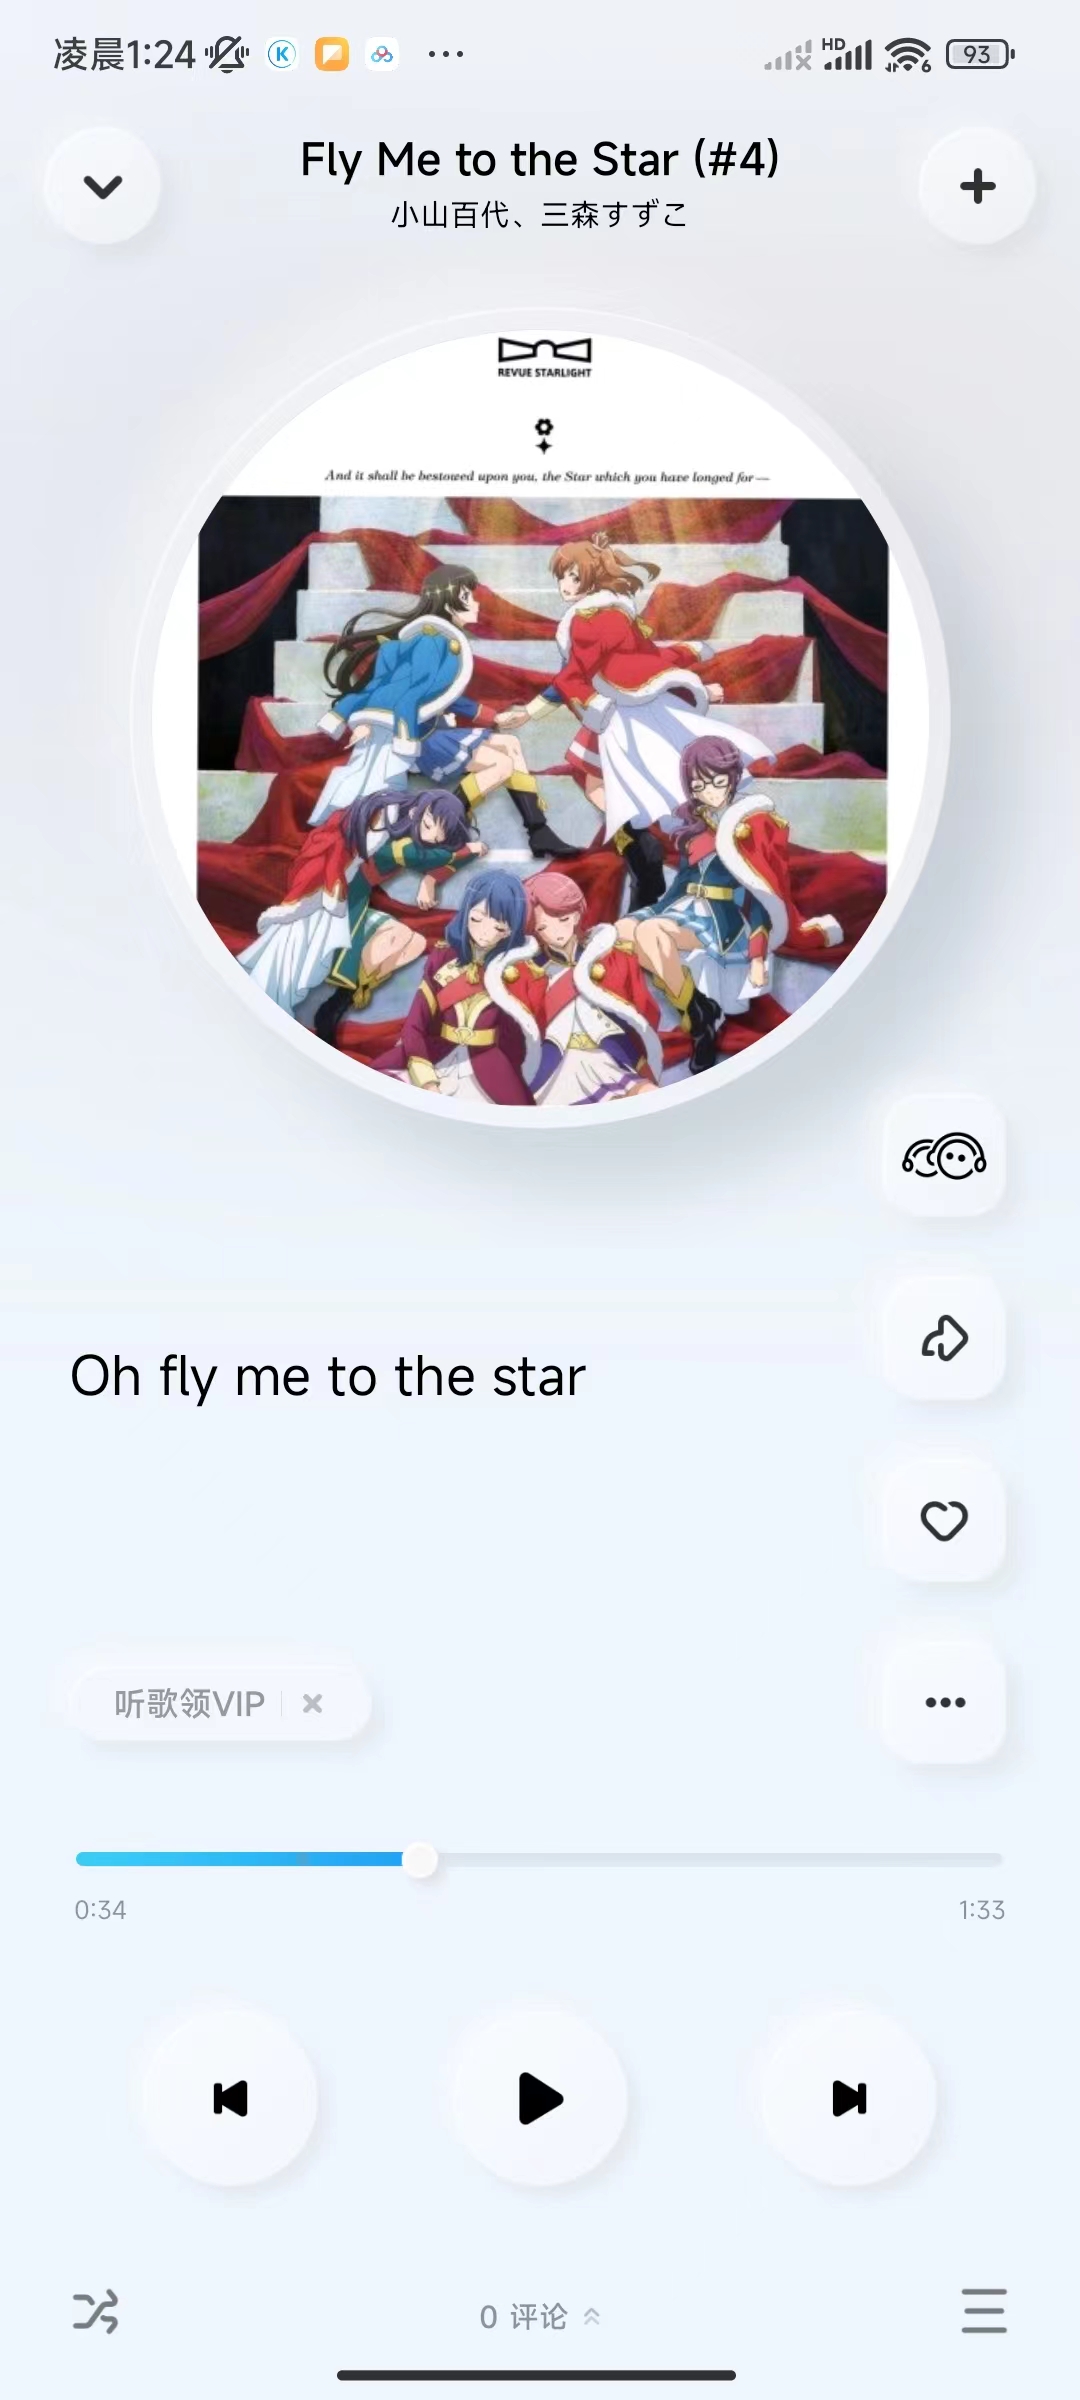 凌晨1:24
HD
6
93
Fly Me to the Star (#4)
小山百代、三森すずこ
REVUE STARLIGHT
And it shall be bestowed upon you, the Star which you have longed for—
Oh fly me to the star
听歌领VIP
0:34
1:33
0 评论